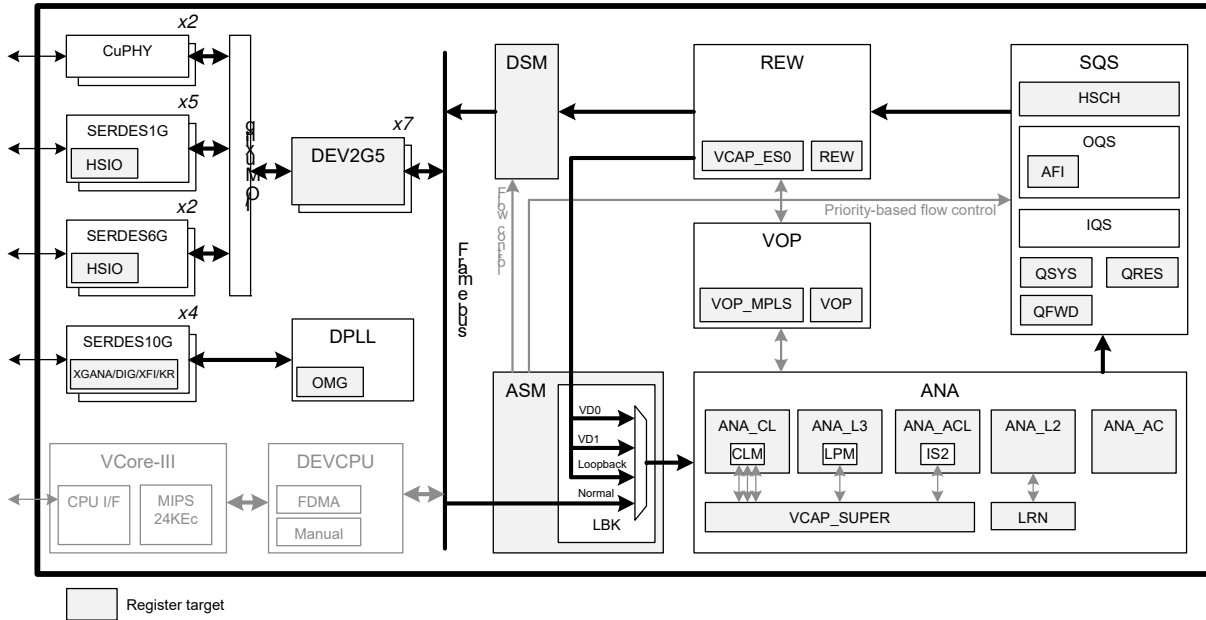 x2
CuPHY
x5
SERDES1G
HSIO
x2
SERDES6G
HSIO
x4
SERDES10G
XGANA/DIG/XFI/KR
x7
DEV2G5
DPLL
OMG
VCore-III
CPU I/F
MIPS
24KEc
DEVCPU
FDMA
Manual
Framebus
DSM
Flow control
REW
VCAP_ES0
REW
Priority-based flow control
VOP
VOP_MPLS
VOP
SQS
HSCH
OQS
AFI
IQS
QSYS
QRES
QFWD
ASM
VD0
VD1
Loopback
Normal
LBK
ANA
ANA_CL
CLM
ANA_L3
LPM
ANA_ACL
IS2
ANA_L2
ANA_AC
VCAP_SUPER
LRN
Register target